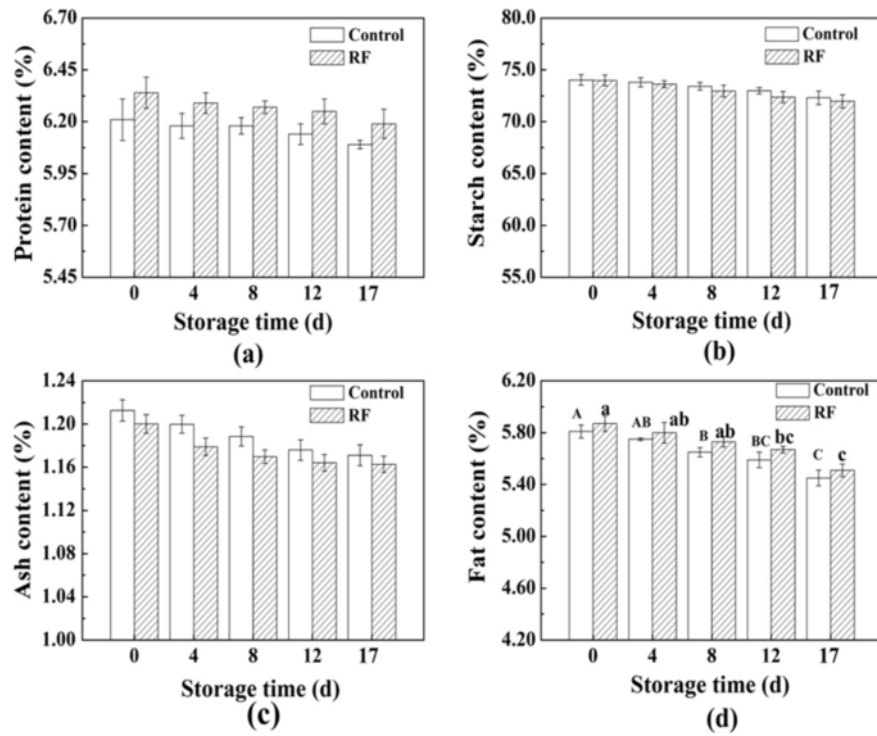 Protein content (%)
6.70
6.45
6.20
5.95
5.70
5.45
Control
RF
0 4 8 12 17
Storage time (d)
(a)
Starch content (%)
80.0
75.0
70.0
65.0
60.0
55.0
Control
RF
0 4 8 12 17
Storage time (d)
(b)
Ash content (%)
1.24
1.20
1.16
1.12
1.08
1.04
1.00
Control
RF
0 4 8 12 17
Storage time (d)
(c)
Fat content (%)
6.20
5.80
5.40
5.00
4.60
4.20
Control
RF
A a AB ab B ab BC bc C c
0 4 8 12 17
Storage time (d)
(d)